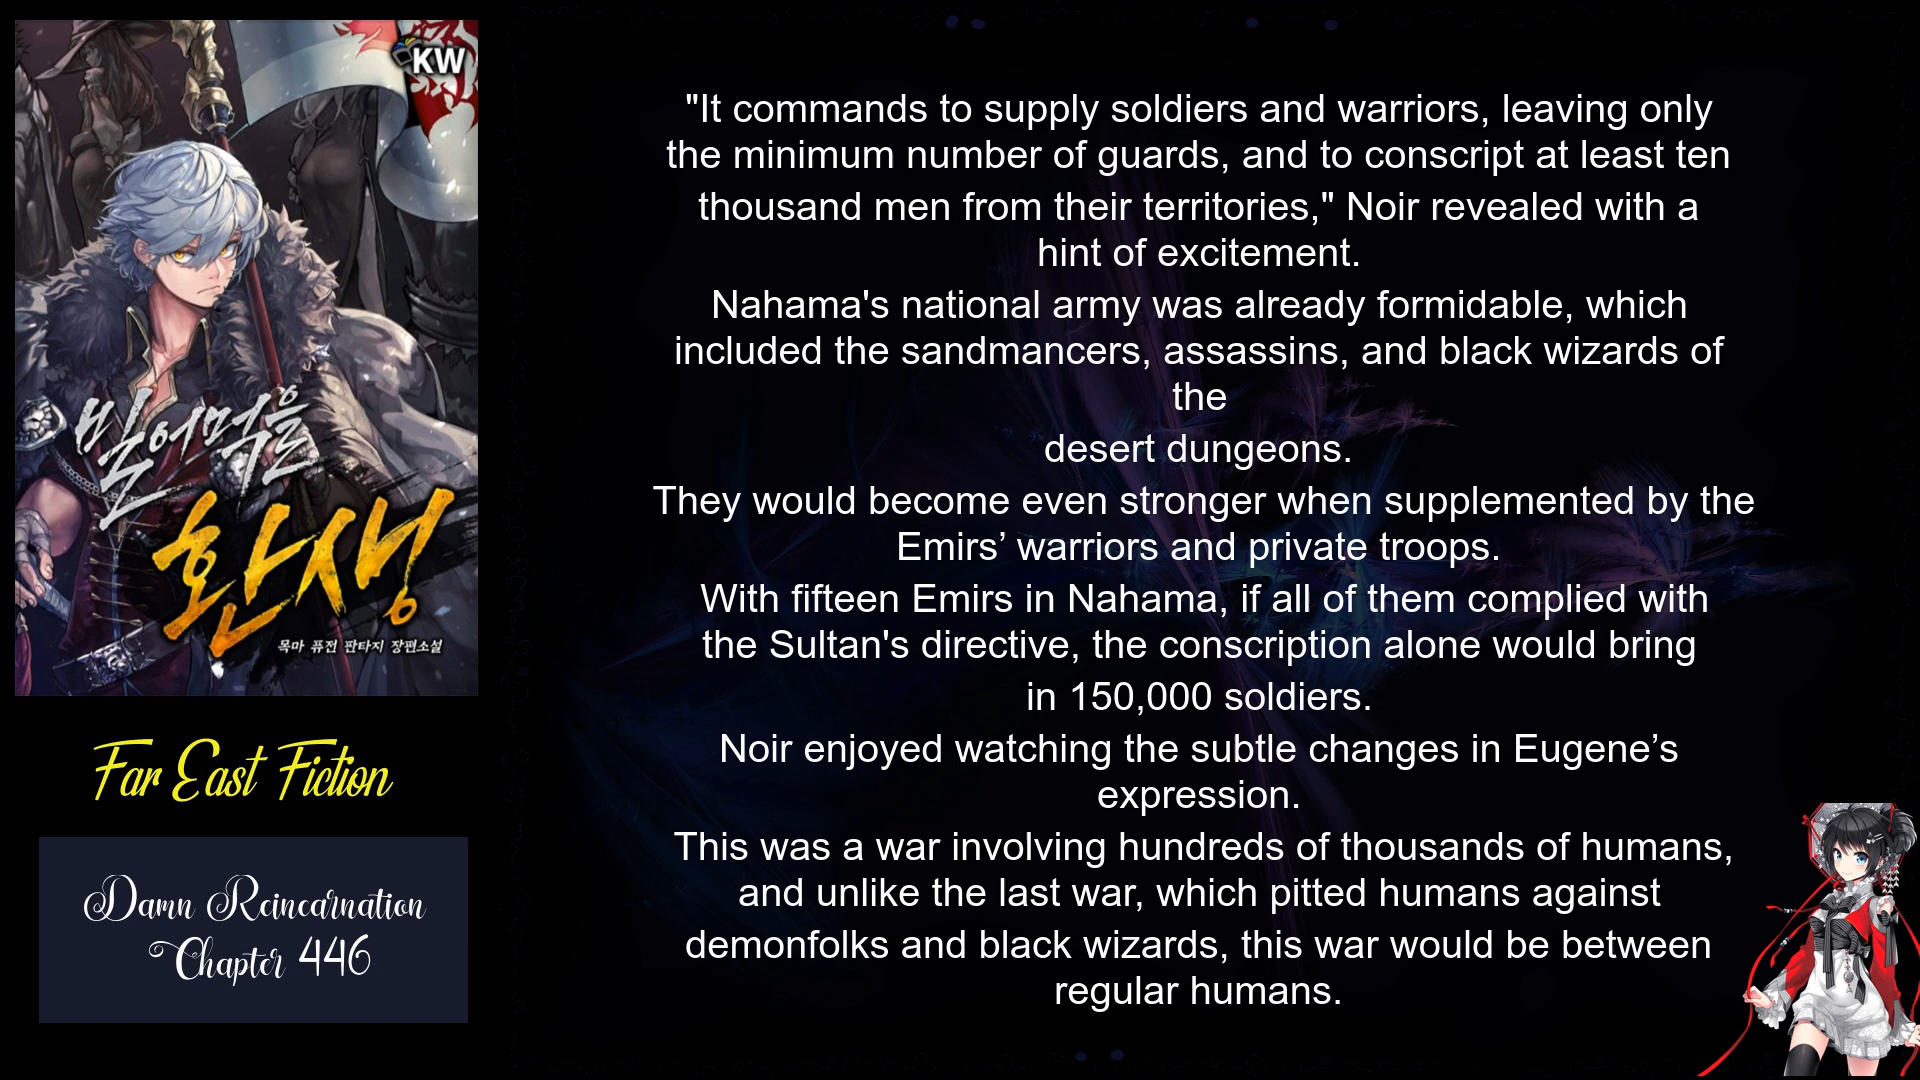 KW
빌어먹을
환생
목마 퓨전 판타지 장편소설
Far East Fiction
Damn Reincarnation
Chapter 446
"It commands to supply soldiers and warriors, leaving only
the minimum number of guards, and to conscript at least ten
thousand men from their territories," Noir revealed with a
hint of excitement.
Nahama's national army was already formidable, which
included the sandmancers, assassins, and black wizards of
the
desert dungeons.
They would become even stronger when supplemented by the
Emirs’ warriors and private troops.
With fifteen Emirs in Nahama, if all of them complied with
the Sultan's directive, the conscription alone would bring
in 150,000 soldiers.
Noir enjoyed watching the subtle changes in Eugene’s
expression.
This was a war involving hundreds of thousands of humans,
and unlike the last war, which pitted humans against
demonfolks and black wizards, this war would be between
regular humans.